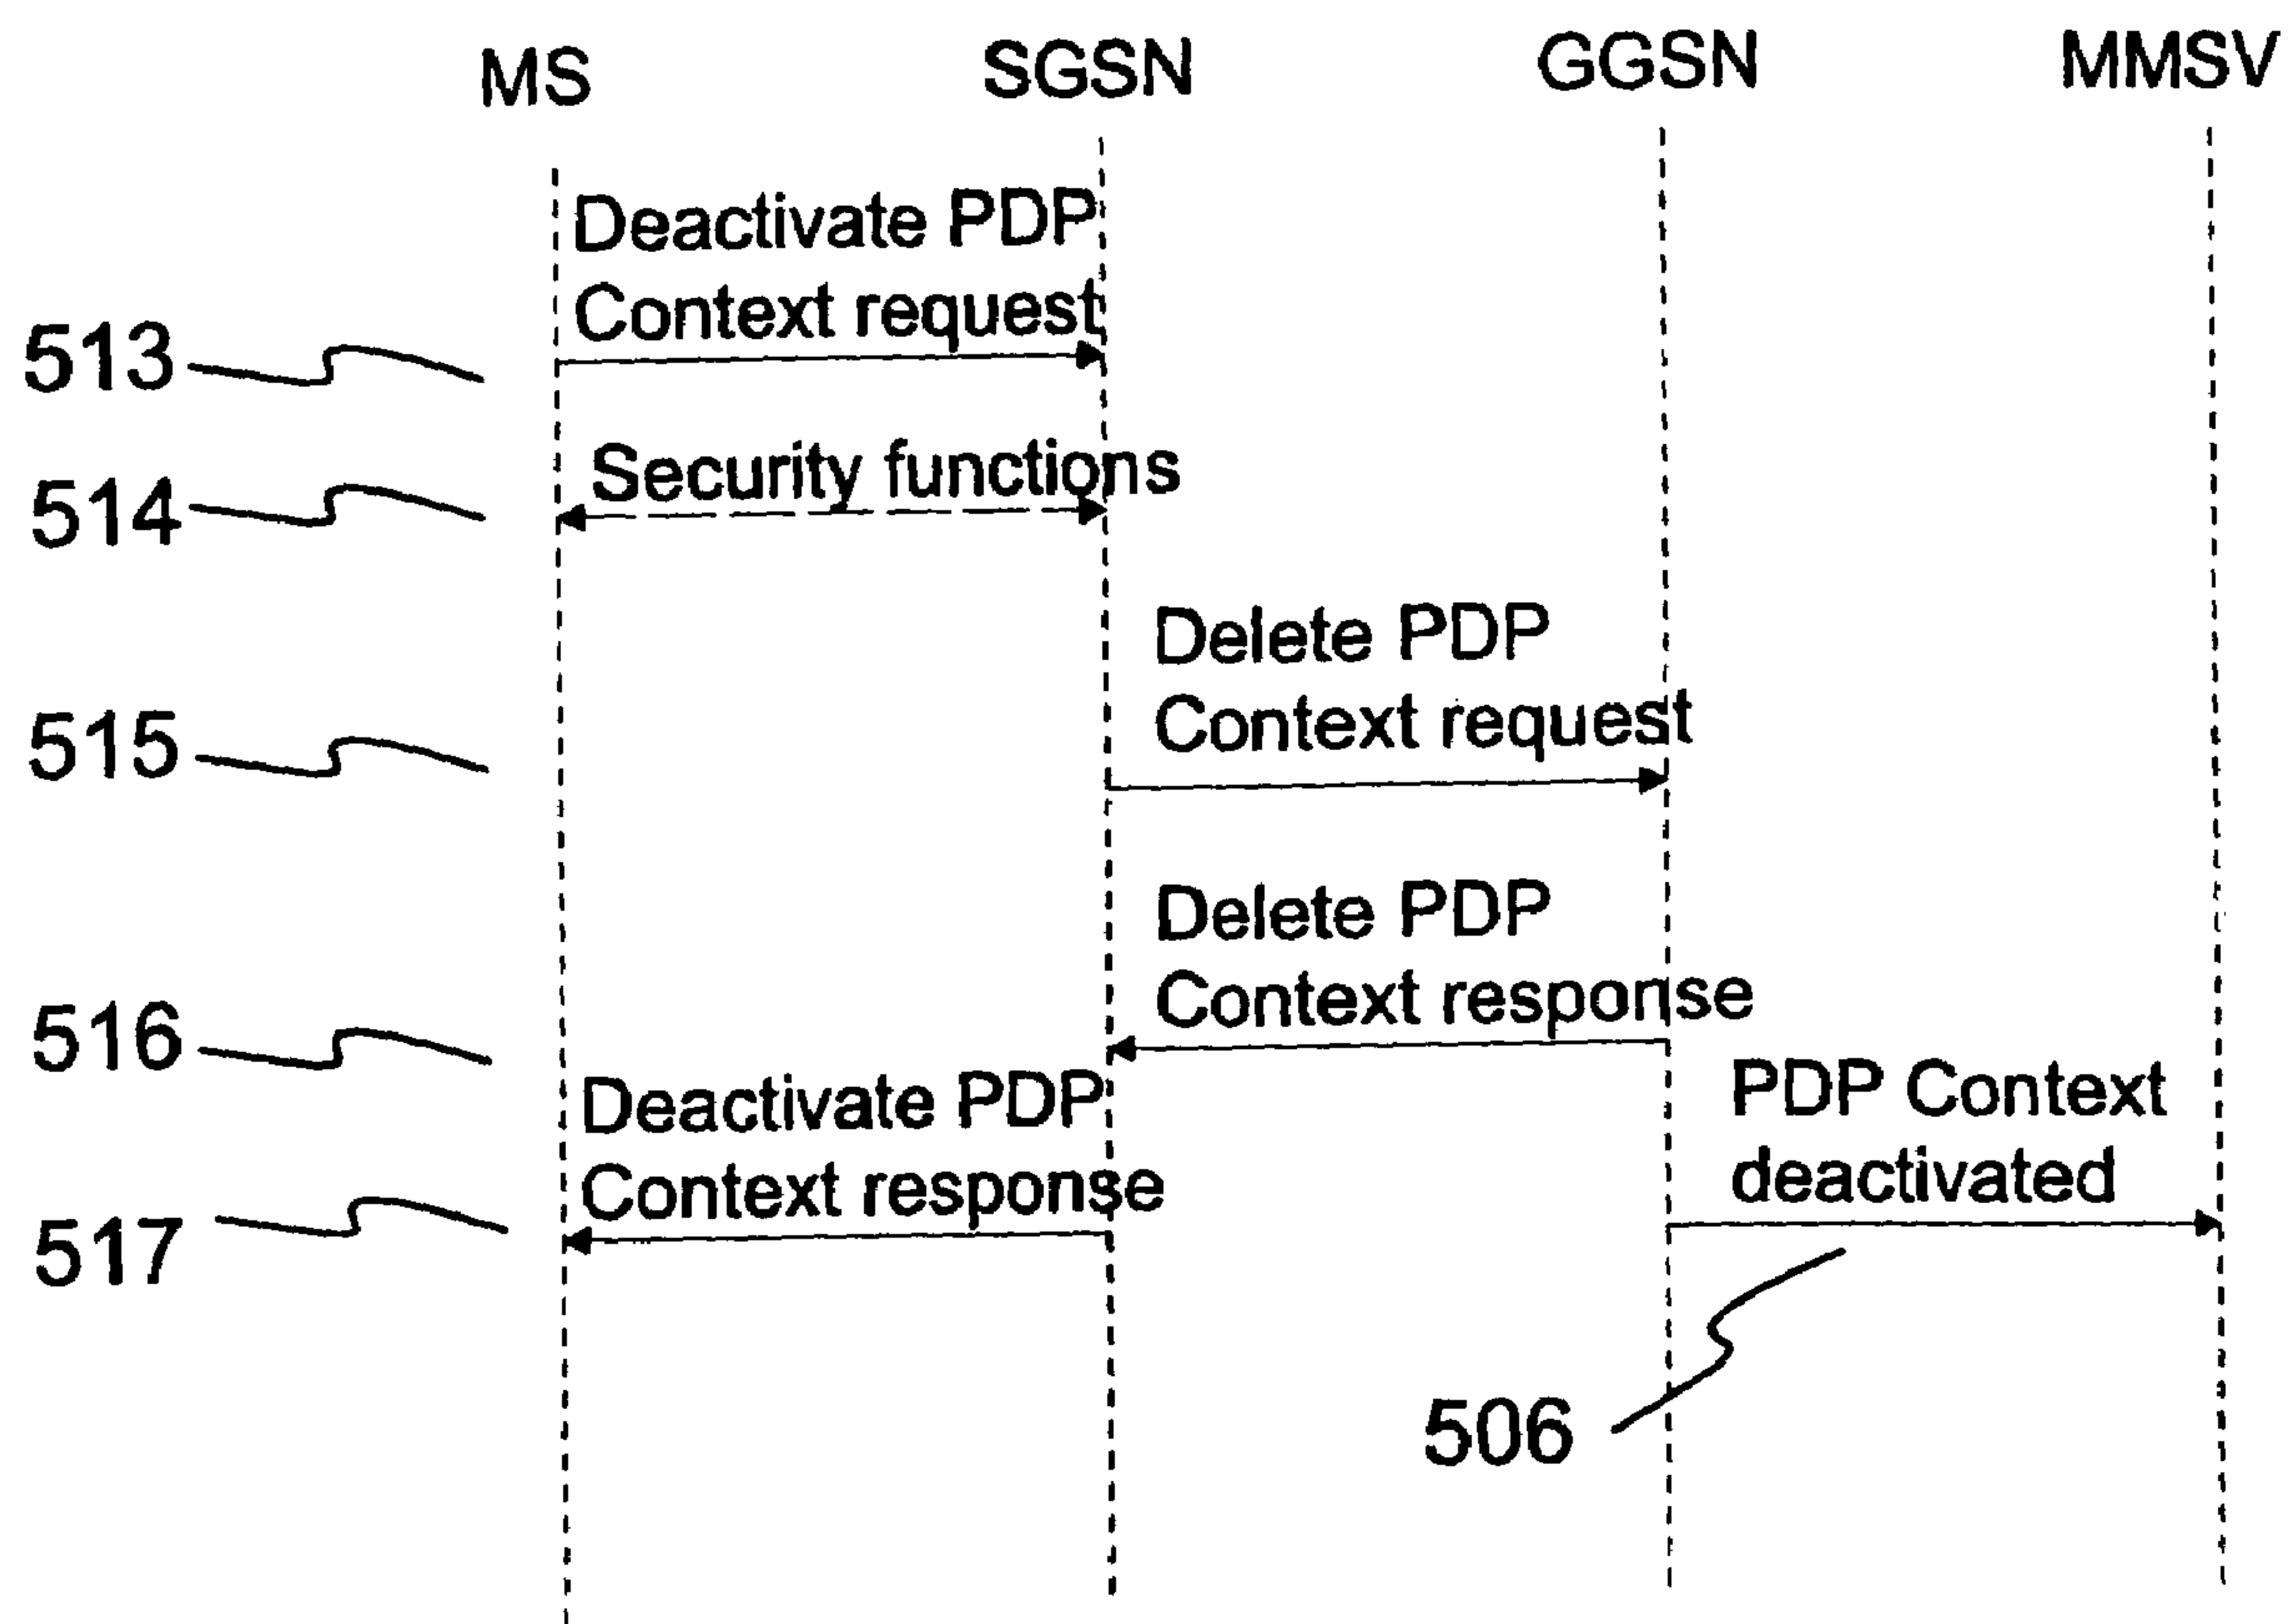 MS SGSN GGSN MMSV
Deactivate PDP
Context request
513
Security functions
514
Delete PDP
Context request
515
Delete PDP
Context response
516
Deactivate PDP
Context response
517
PDP Context
deactivated
506